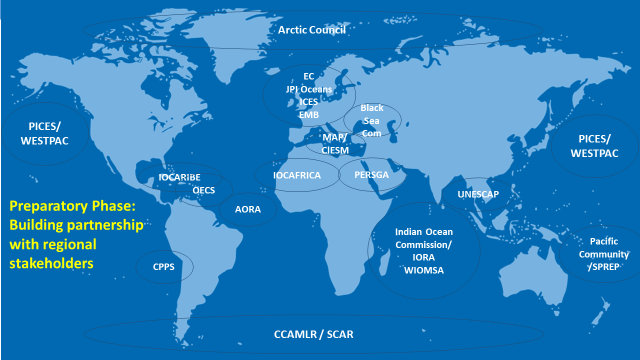 Arctic Council
EC
JPI Oceans
ICES
EMB
Black
Sea
Com
PICES/
WESTPAC
MAP/
CIESM
PICES/
WESTPAC
IOCARIBE
OECS
IOCAFRICA
PERSGA
UNESCAP
AORA
Preparatory Phase:
Building partnership
with regional
stakeholders
Indian Ocean
Commission/
IORA
WIOMSA
Pacific
Community
/SPREP
CPPS
CCAMLR / SCAR